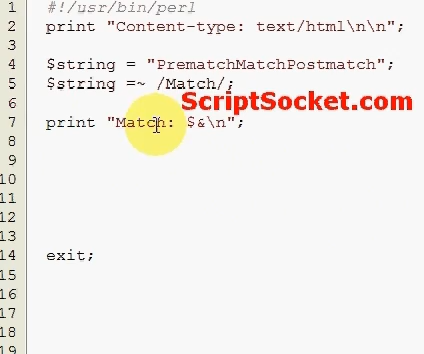 1 #!/usr/bin/perl
2 print "Content-type: text/html\n\n";
3
4 $string = "PrematchMatchPostmatch";
5 $string =~ /Match/;
ScriptSocket.com
6
7 print "Match: $&\n";
8
9
10
11
12
13
14 exit;
15
16
17
18
19